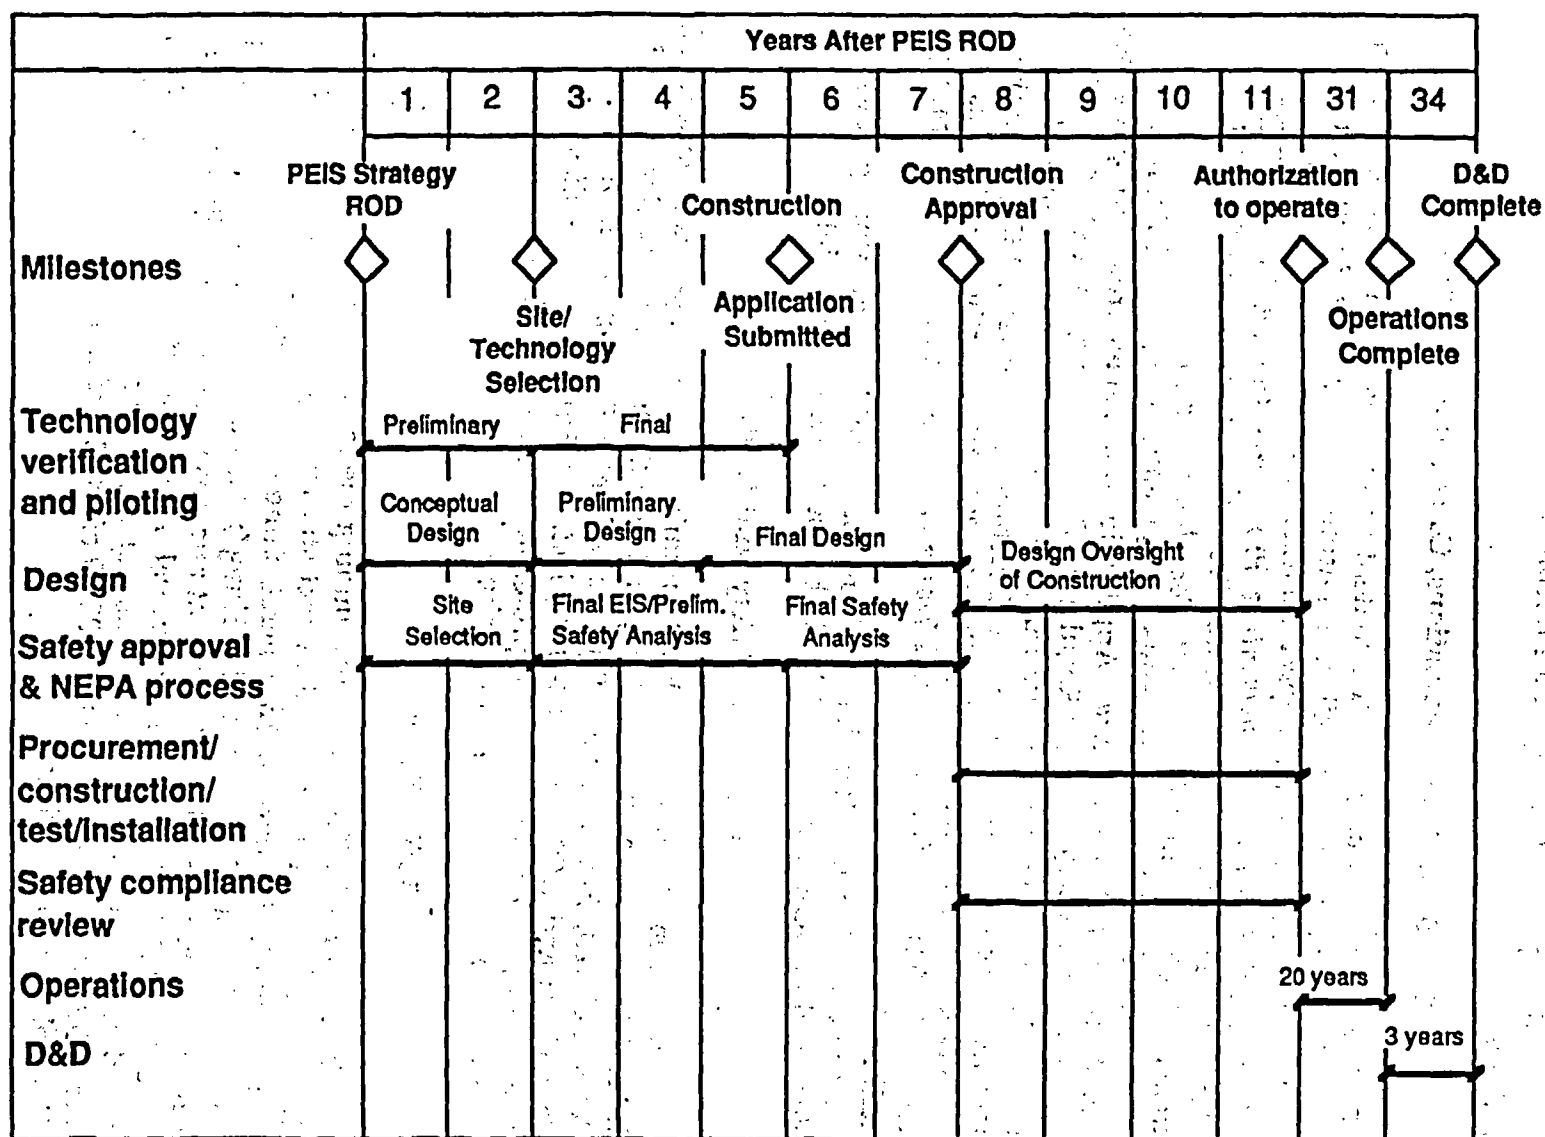 Years After PEIS ROD
1 2 3 4 5 6 7 8 9 10 11 31 34
PEIS Strategy
ROD
Construction
Construction
Approval
Authorization
to operate
D&D
Complete
Milestones
Site/
Technology
Selection
Application
Submitted
Operations
Complete
Technology
verification
and piloting
Preliminary
Final
Conceptual
Design
Preliminary
Design
Final Design
Design Oversight
of Construction
Design
Site
Selection
Final EIS/Prelim.
Safety Analysis
Final Safety
Analysis
Safety approval
& NEPA process
Procurement/
construction/
test/installation
Safety compliance
review
Operations
20 years
D&D
3 years